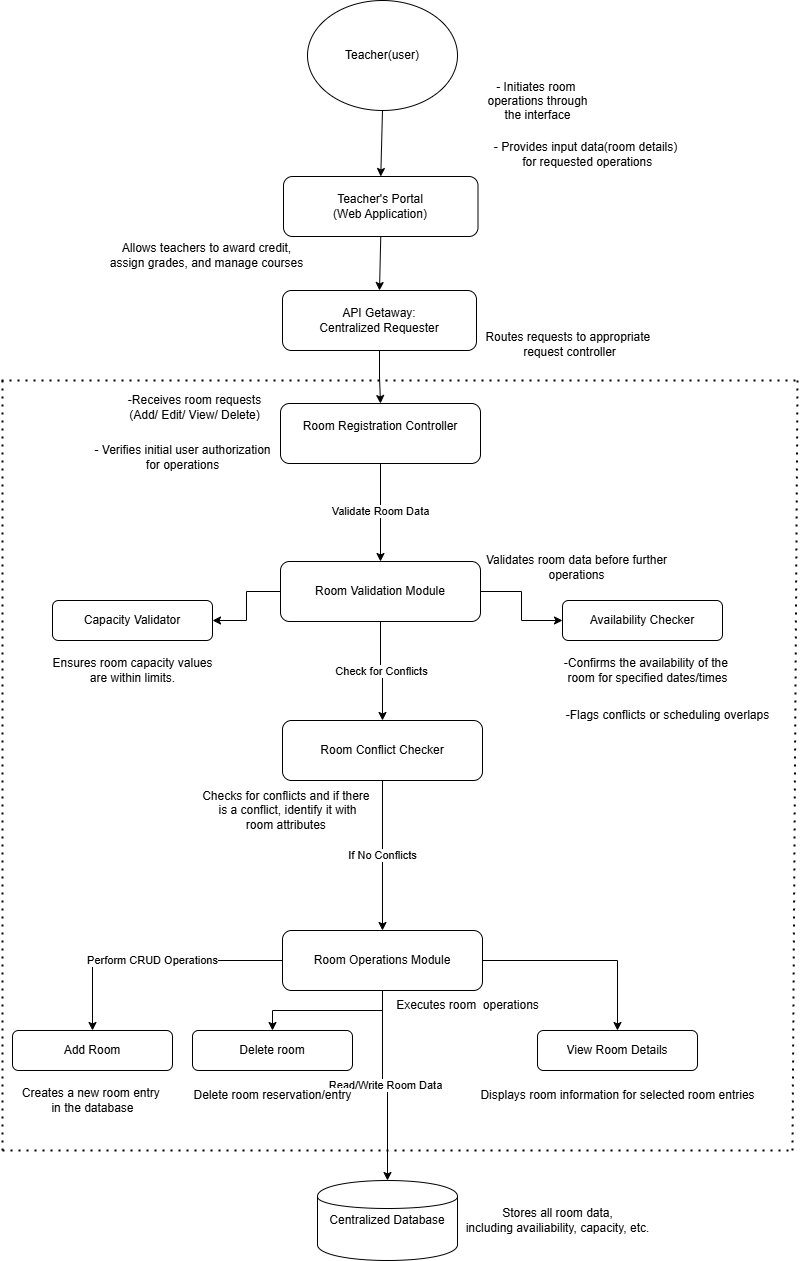 Teacher(user)
- Initiates room
operations through
the interface
- Provides input data(room details)
for requested operations
Teacher's Portal
(Web Application)
Allows teachers to award credit,
assign grades, and manage courses
API Getaway:
Centralized Requester
Routes requests to appropriate
request controller
-Receives room requests
(Add/ Edit/ View/ Delete)
- Verifies initial user authorization
for operations
Room Registration Controller
Validate Room Data
Room Validation Module
Validates room data before further
operations
Capacity Validator
Availability Checker
Ensures room capacity values
are within limits.
-Confirms the availability of the
room for specified dates/times
-Flags conflicts or scheduling overlaps
Check for Conflicts
Room Conflict Checker
Checks for conflicts and if there
is a conflict, identify it with
room attributes
If No Conflicts
Room Operations Module
Perform CRUD Operations
Executes room operations
Add Room
Delete room
View Room Details
Read/Write Room Data
Creates a new room entry
in the database
Delete room reservation/entry
Displays room information for selected room entries
Centralized Database
Stores all room data,
including availiability, capacity, etc.